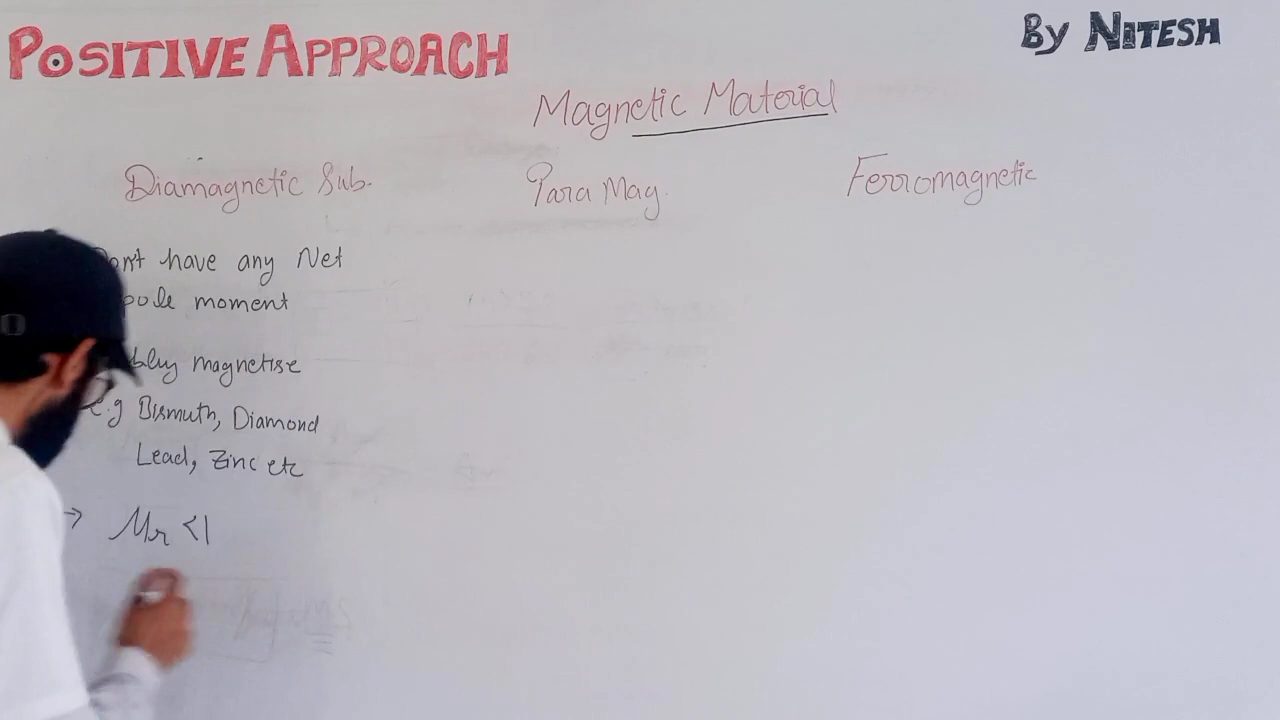 POSITIVE APPROACH
By NITESH
Magnetic Material
Diamagnetic Sub.
Para Mag.
Ferromagnetic
have any Net
moment
magnetise
e.g Bismuth, Diamond
Lead, Zinc etc
→ Mr <1